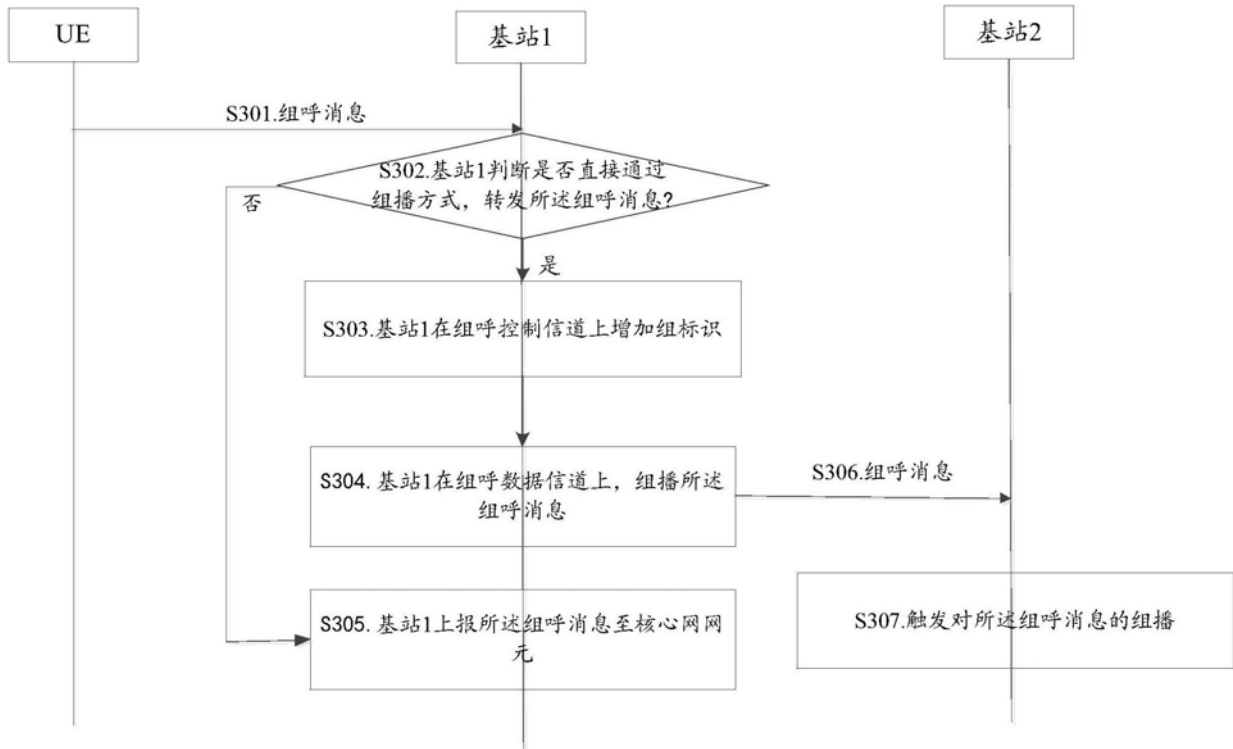 UE
基站1
基站2
S301.组呼消息
S302.基站1判断是否直接通过
组播方式，转发所述组呼消息?
否
是
S303.基站1在组呼控制信道上增加组标识
S304. 基站1在组呼数据信道上，组播所述
组呼消息
S306.组呼消息
S305. 基站1上报所述组呼消息至核心网网
元
S307.触发对所述组呼消息的组播